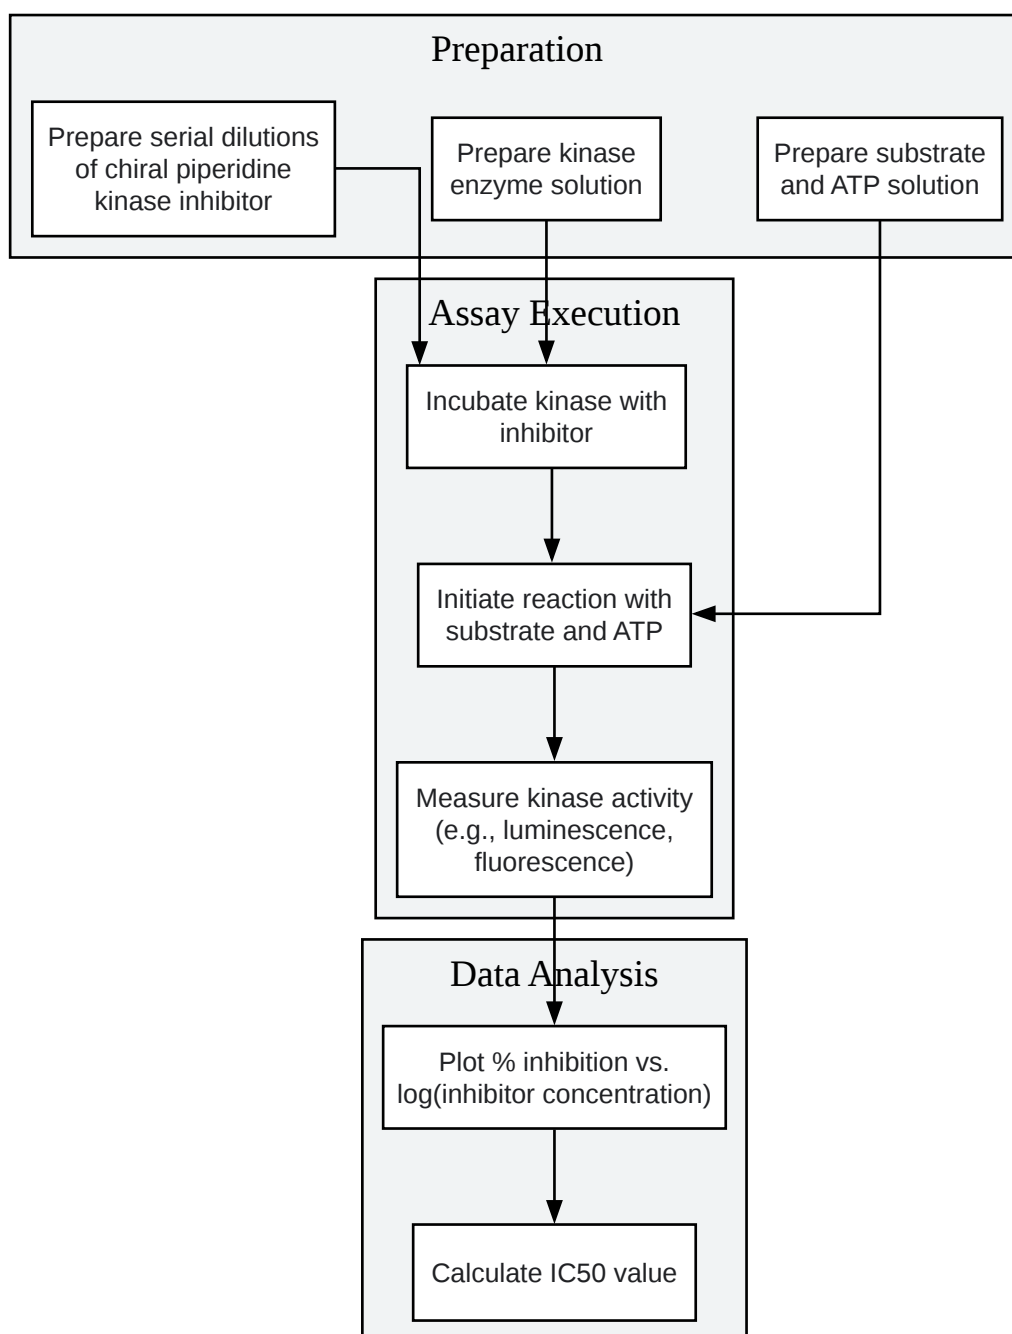 Preparation
Prepare serial dilutions
of chiral piperidine
kinase inhibitor
Prepare kinase
enzyme solution
Prepare substrate
and ATP solution
Assay Execution
Incubate kinase with
inhibitor
Initiate reaction with
substrate and ATP
Measure kinase activity
(e.g., luminescence,
fluorescence)
Data Analysis
Plot % inhibition vs.
log(inhibitor concentration)
Calculate IC50 value